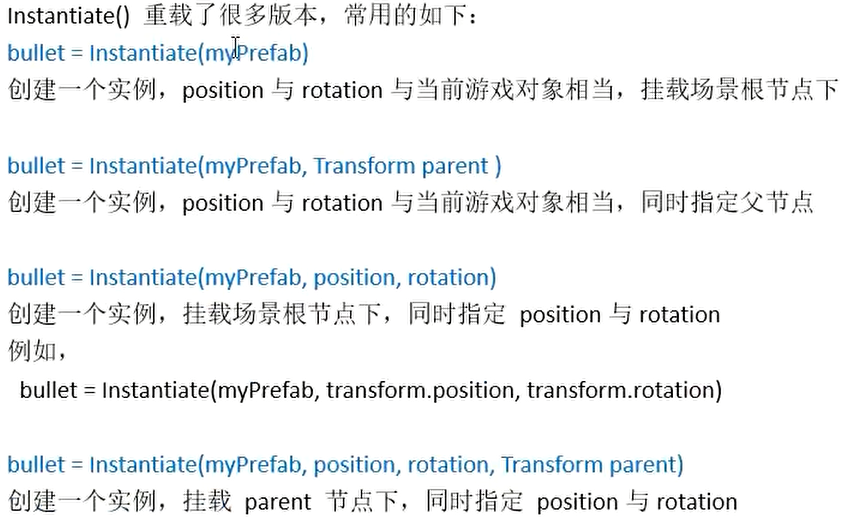 Instantiate() 重载了很多版本，常用的如下：
bullet = Instantiate(myPrefab)
创建一个实例，position 与 rotation 与当前游戏对象相当，挂载场景根节点下
bullet = Instantiate(myPrefab, Transform parent )
创建一个实例，position 与 rotation 与当前游戏对象相当，同时指定父节点
bullet = Instantiate(myPrefab, position, rotation)
创建一个实例，挂载场景根节点下，同时指定 position 与 rotation
例如，
bullet = Instantiate(myPrefab, transform.position, transform.rotation)
bullet = Instantiate(myPrefab, position, rotation, Transform parent)
创建一个实例，挂载 parent 节点下，同时指定 position 与 rotation